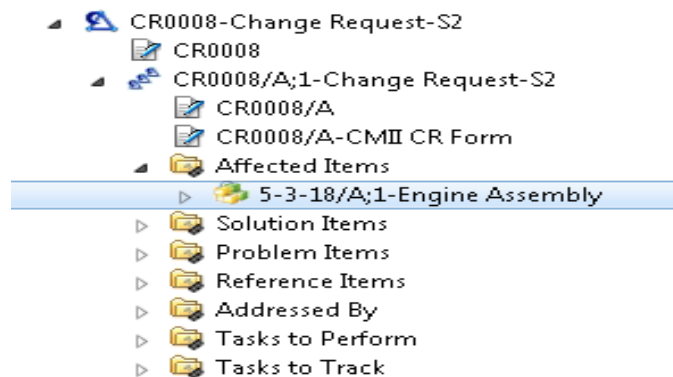 CR0008-Change Request-S2
CR0008
CR0008/A;1-Change Request-S2
CR0008/A
CR0008/A-CMII CR Form
Affected Items
5-3-18/A;1-Engine Assembly
Solution Items
Problem Items
Reference Items
Addressed By
Tasks to Perform
Tasks to Track